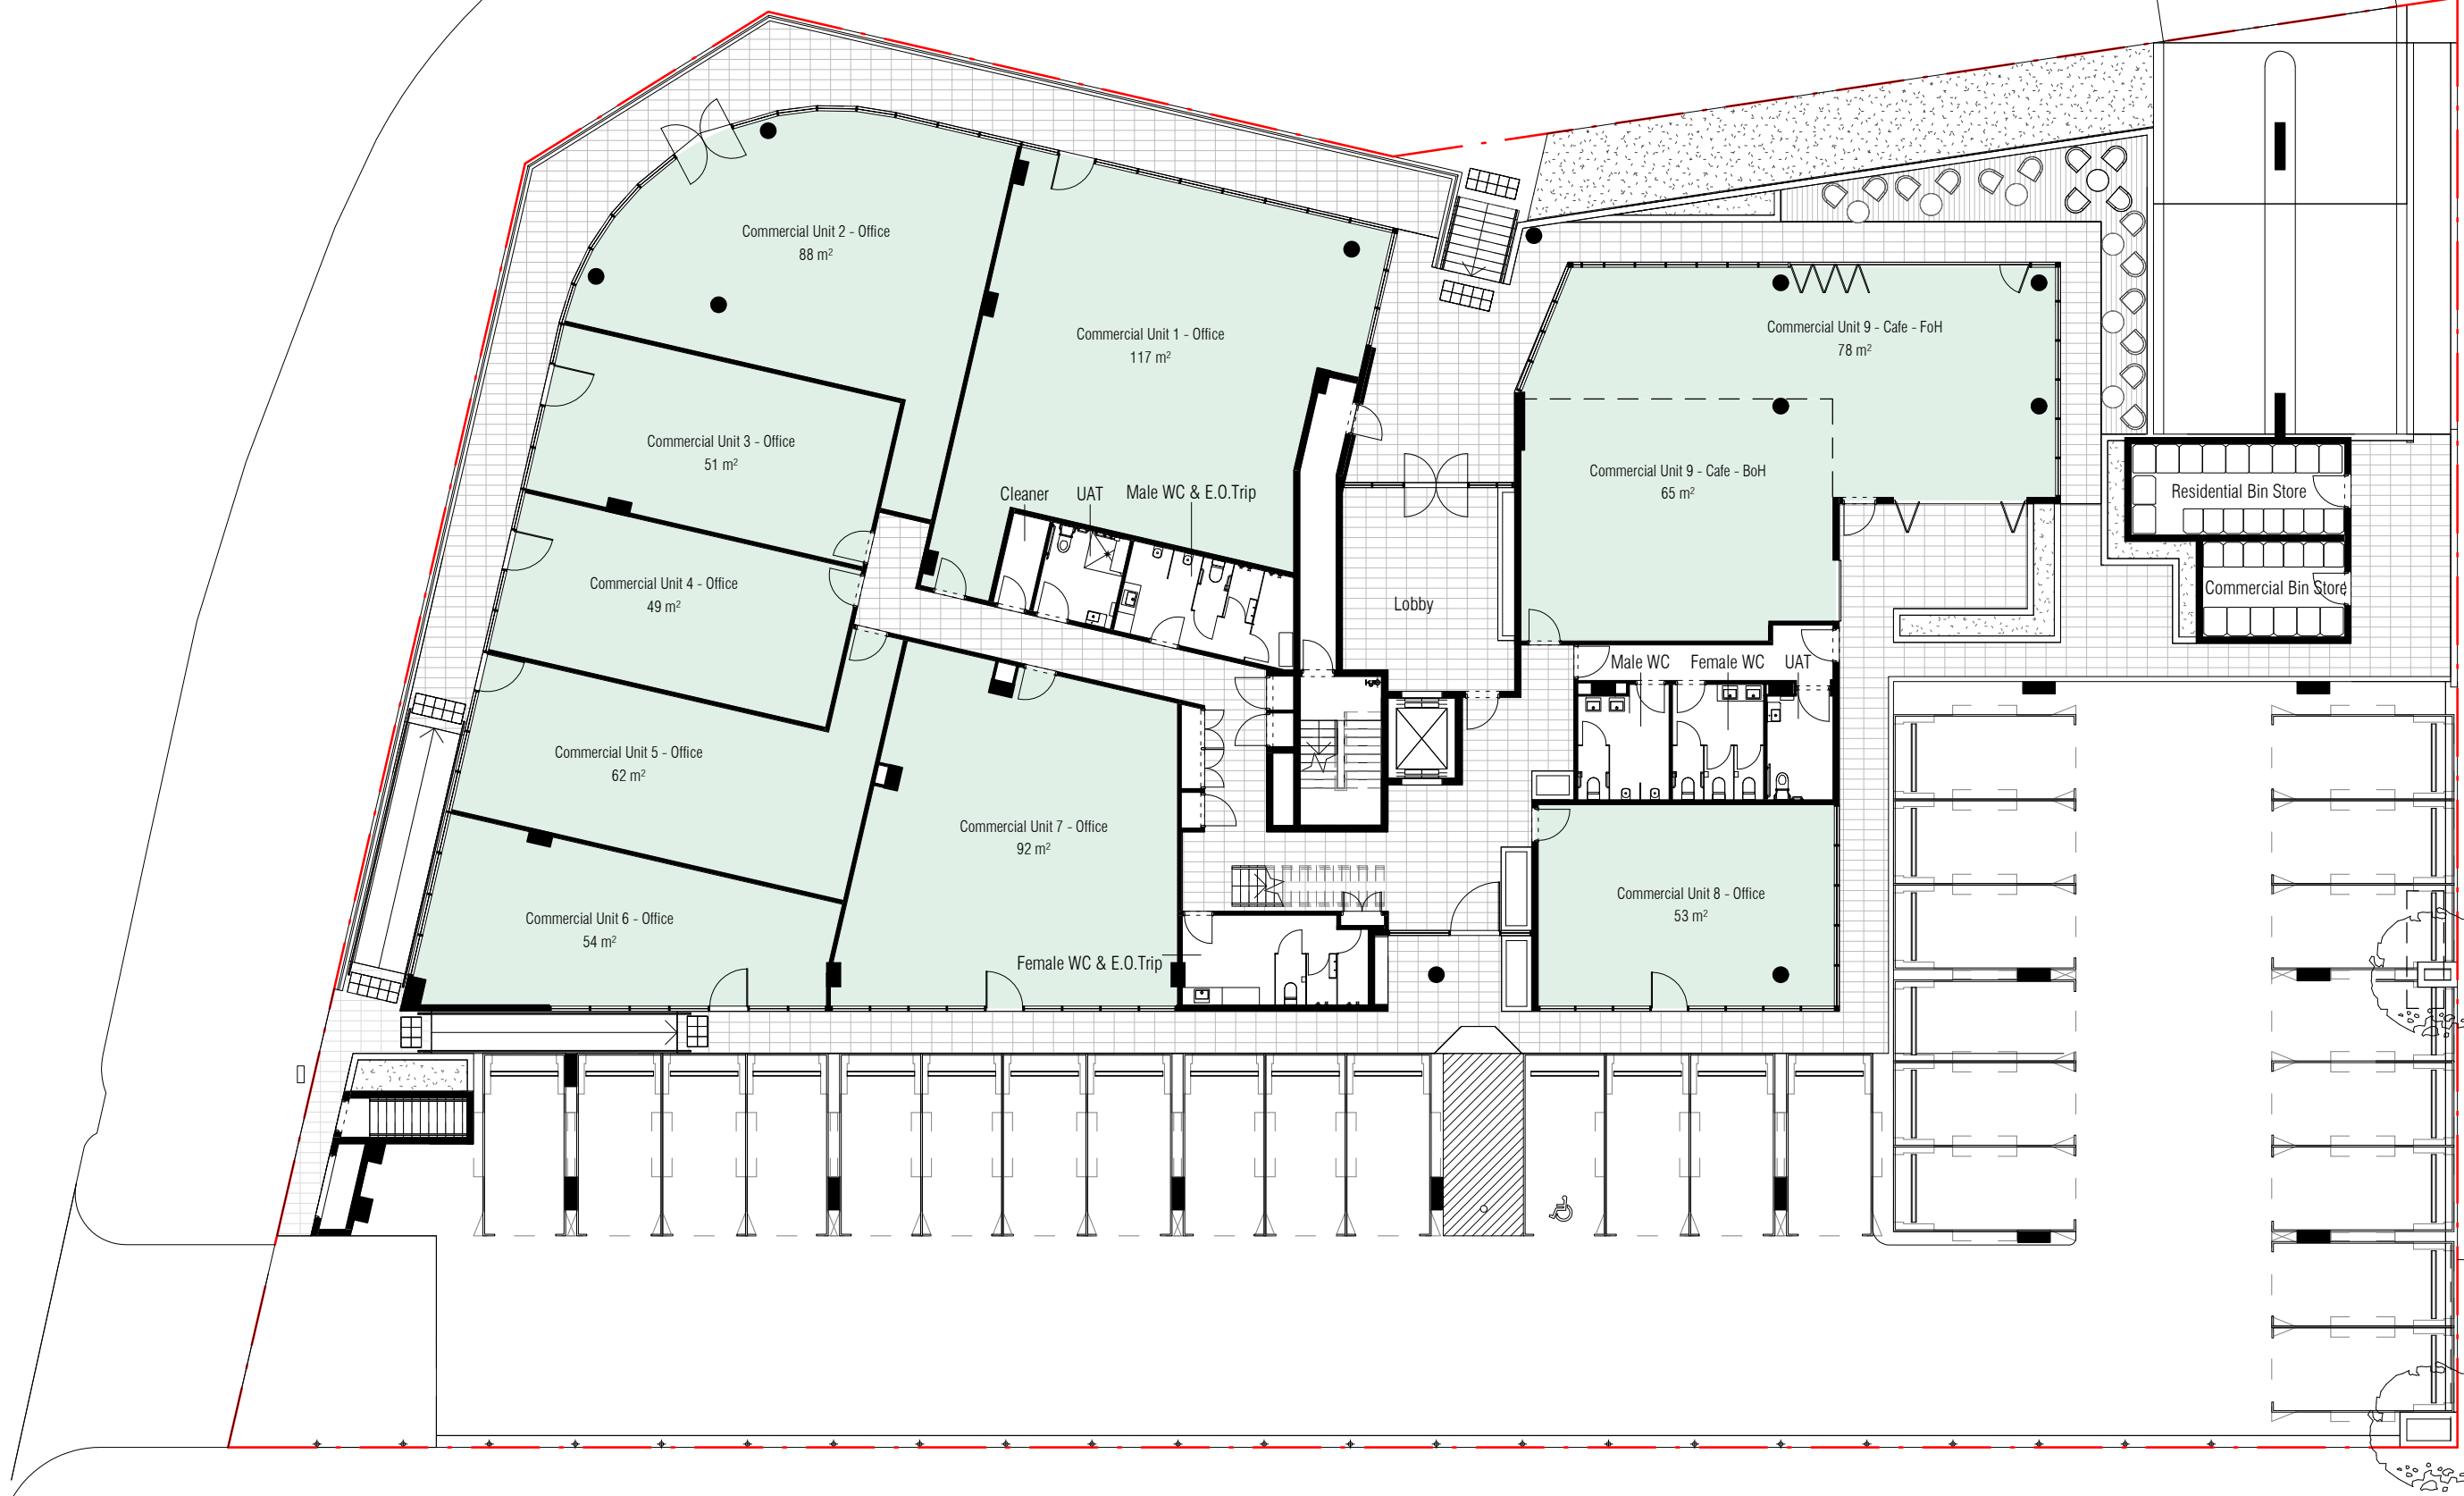 Commercial Unit 2 - Office
88 m²
Commercial Unit 1 - Office
117 m²
Commercial Unit 9 - Cafe - FoH
78 m²
Commercial Unit 3 - Office
51 m²
Commercial Unit 9 - Cafe - BoH
65 m²
Cleaner
UAT
Male WC & E.O.Trip
Residential Bin Store
Commercial Unit 4 - Office
49 m²
Lobby
Commercial Bin Store
Male WC
Female WC
UAT
Commercial Unit 5 - Office
62 m²
Commercial Unit 7 - Office
92 m²
Commercial Unit 8 - Office
53 m²
Commercial Unit 6 - Office
54 m²
Female WC & E.O.Trip